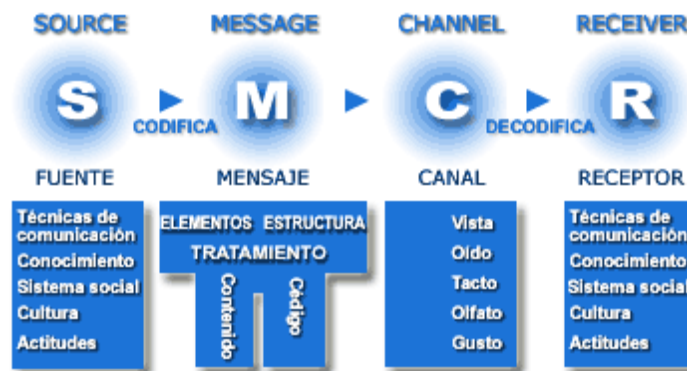 SOURCE MESSAGE CHANNEL RECEIVER
S M C R
CODIFICA DECODIFICA
FUENTE MENSAJE CANAL RECEPTOR
Técnicas de
comunicación
Conocimiento
Sistema social
Cultura
Actitudes
ELEMENTOS ESTRUCTURA
TRATAMIENTO
Contenido
Código
Vista
Oído
Tacto
Olfato
Gusto
Técnicas de
comunicación
Conocimiento
Sistema social
Cultura
Actitudes